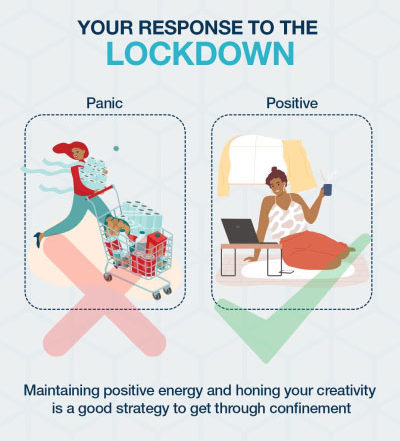 YOUR RESPONSE TO THE
LOCKDOWN
Panic
Positive
Maintaining positive energy and honing your creativity
is a good strategy to get through confinement